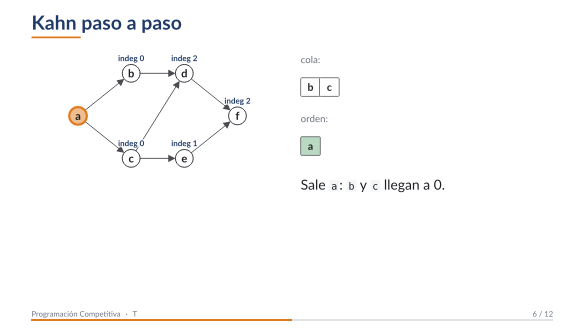 Kahn paso a paso
indeg 0
indeg 2
b
d
indeg 2
a
f
indeg 0
indeg 1
c
e
cola:
b c
orden:
a
Sale a: b y c llegan a 0.
Programación Competitiva · T
6 / 12